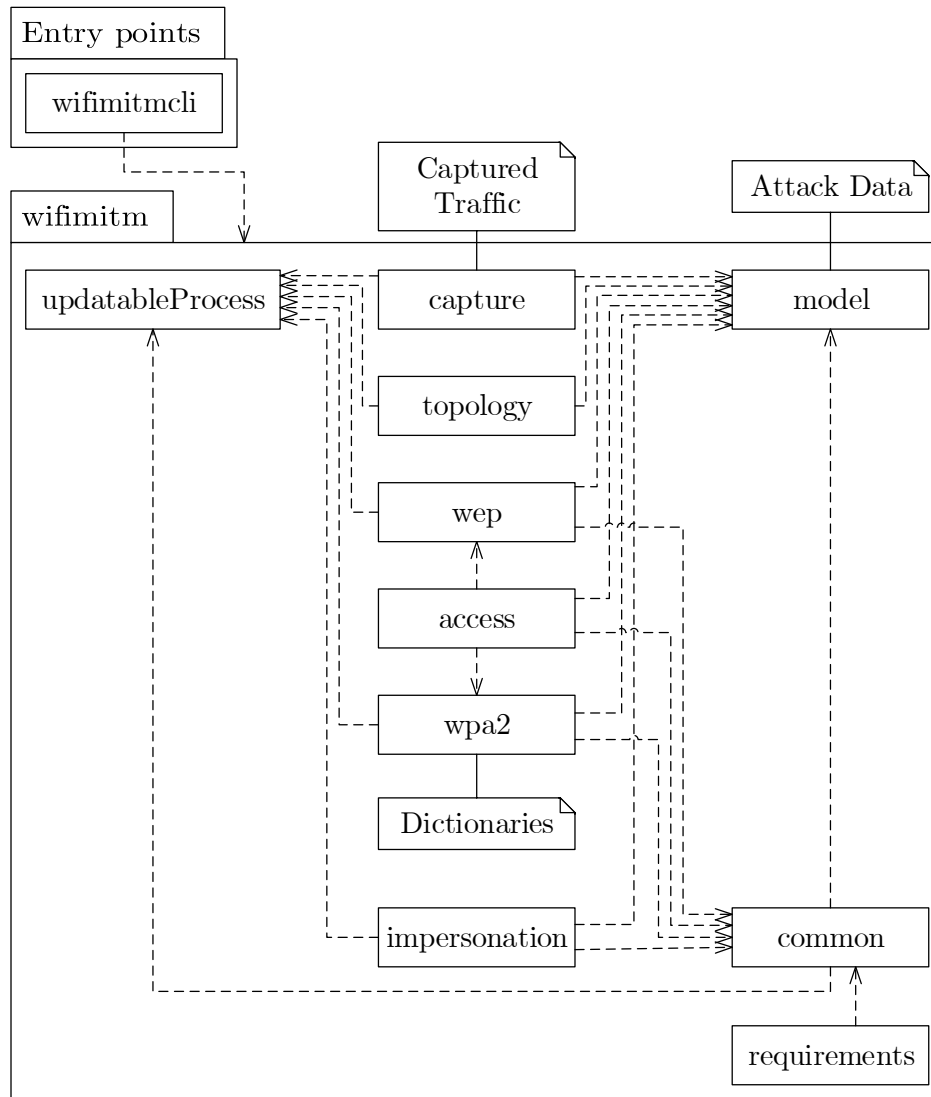 Entry points
wifimitmcli
Captured
Traffic
Attack Data
wifimitm
updatableProcess
capture
model
topology
wep
access
wpa2
Dictionaries
impersonation
common
requirements